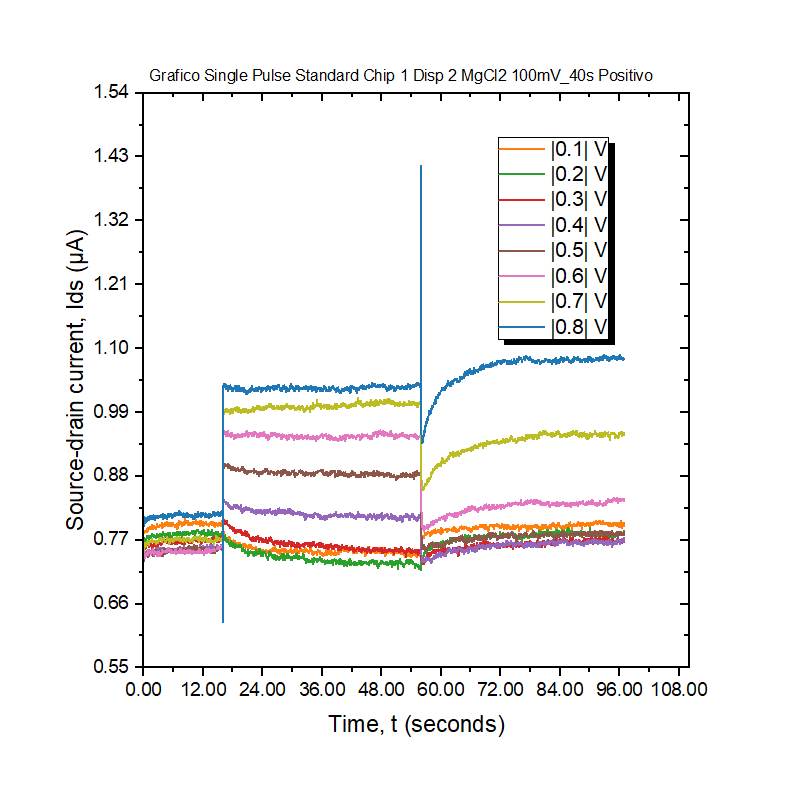 Grafico Single Pulse Standard Chip 1 Disp 2 MgCl2 100mV_40s Positivo
1.54
1.43
1.32
1.21
1.10
0.99
0.88
0.77
0.66
0.55
Source-drain current, Ids (µA)
|0.1| V
|0.2| V
|0.3| V
|0.4| V
|0.5| V
|0.6| V
|0.7| V
|0.8| V
0.00 12.00 24.00 36.00 48.00 60.00 72.00 84.00 96.00 108.00
Time, t (seconds)